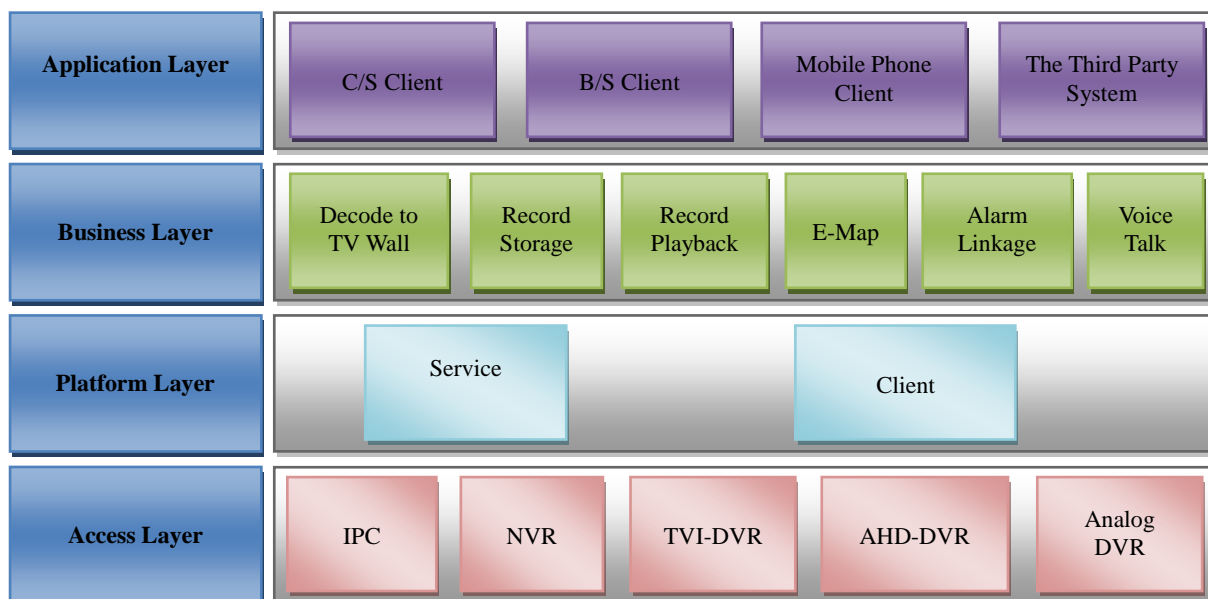 Application Layer
C/S Client
B/S Client
Mobile Phone
Client
The Third Party
System
Business Layer
Decode to
TV Wall
Record
Storage
Record
Playback
E-Map
Alarm
Linkage
Voice
Talk
Platform Layer
Service
Client
Access Layer
IPC
NVR
TVI-DVR
AHD-DVR
Analog
DVR